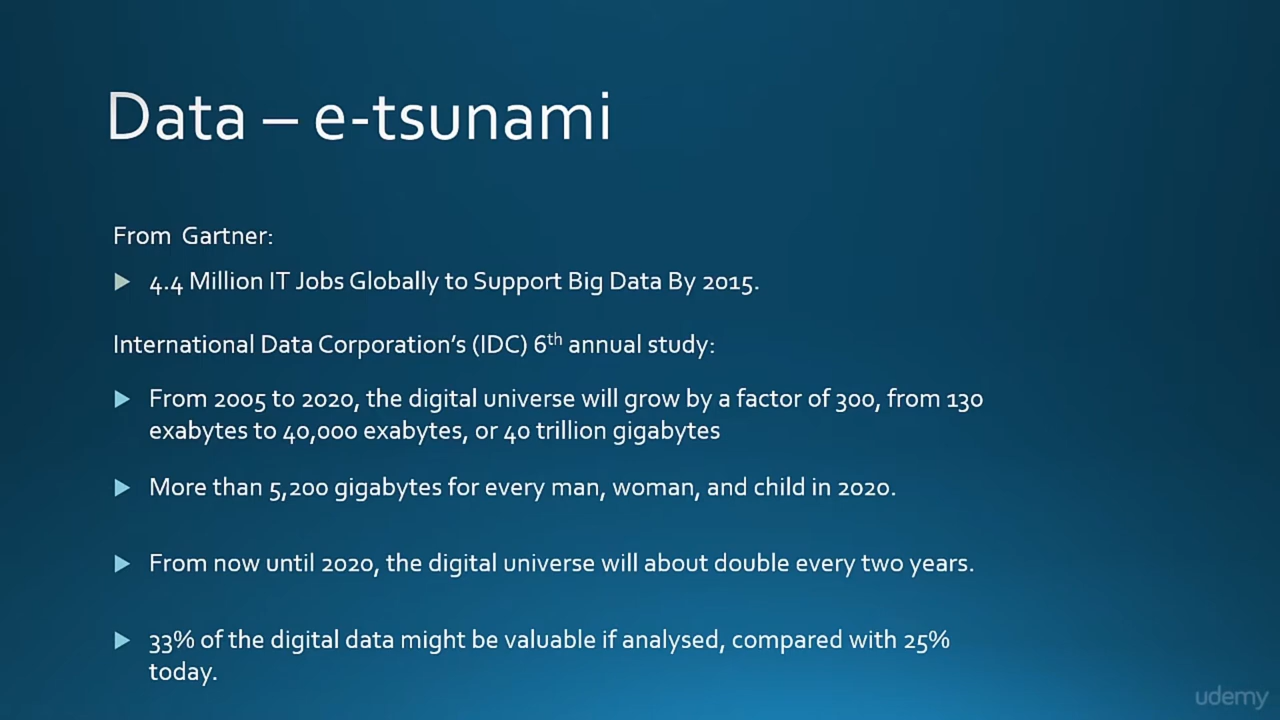 Data – e-tsunami
From Gartner:
4.4 Million IT Jobs Globally to Support Big Data By 2015.
International Data Corporation's (IDC) 6th annual study:
From 2005 to 2020, the digital universe will grow by a factor of 300, from 130
exabytes to 40,000 exabytes, or 40 trillion gigabytes
More than 5,200 gigabytes for every man, woman, and child in 2020.
From now until 2020, the digital universe will about double every two years.
33% of the digital data might be valuable if analysed, compared with 25%
today.
udemy